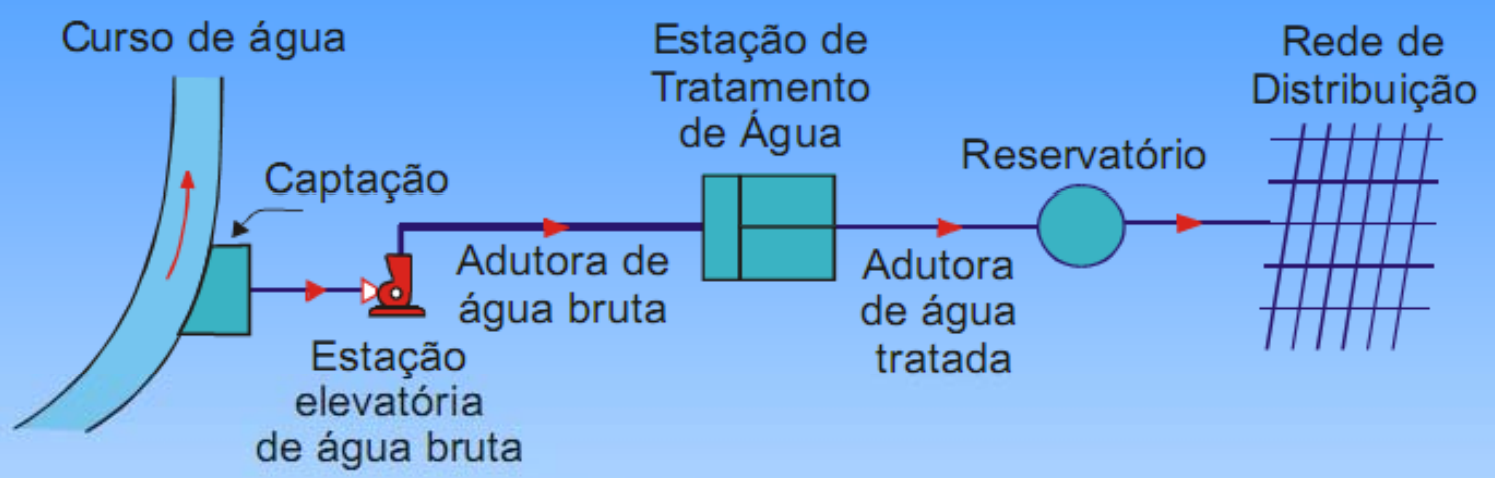 Curso de água
Captação
Estação
elevatória
de água bruta
Adutora de
água bruta
Estação de
Tratamento
de Água
Adutora
de água
tratada
Reservatório
Rede de
Distribuição